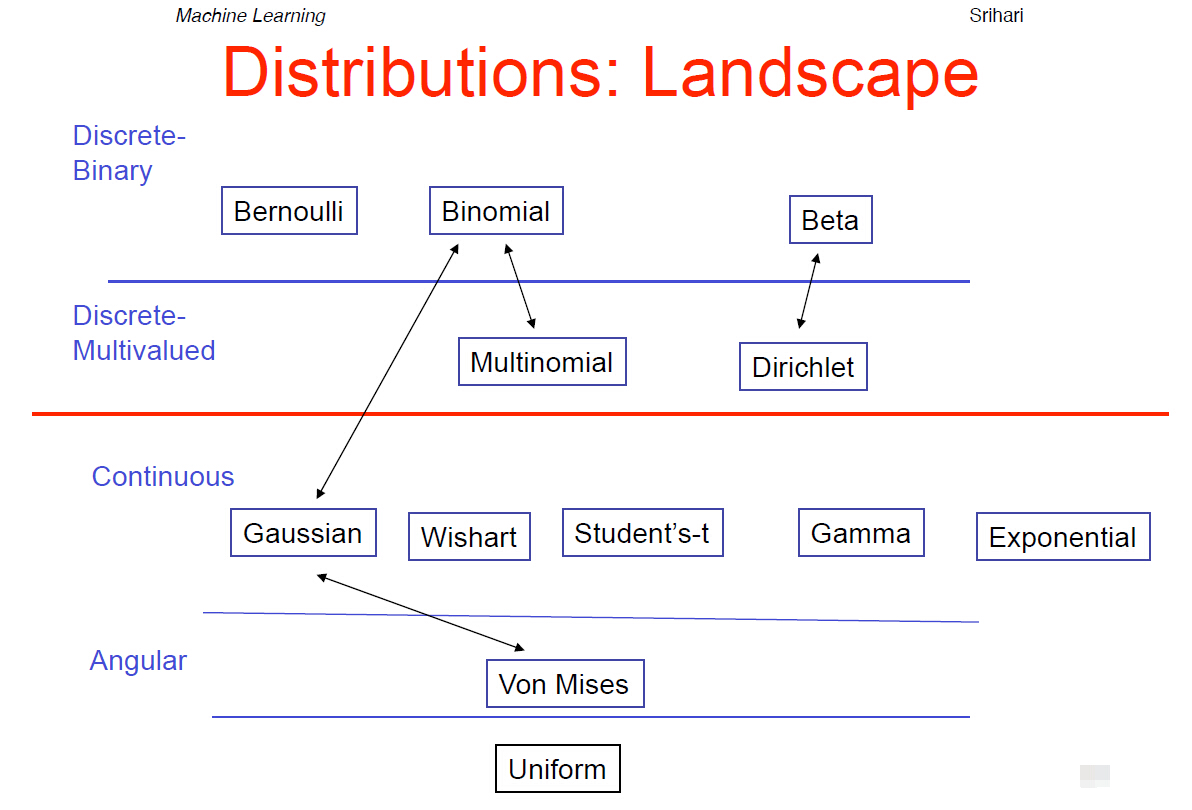 Machine Learning
Srihari
Distributions: Landscape
Discrete-
Binary
Bernoulli
Binomial
Beta
Discrete-
Multivalued
Multinomial
Dirichlet
Continuous
Gaussian
Wishart
Student’s-t
Gamma
Exponential
Angular
Von Mises
Uniform